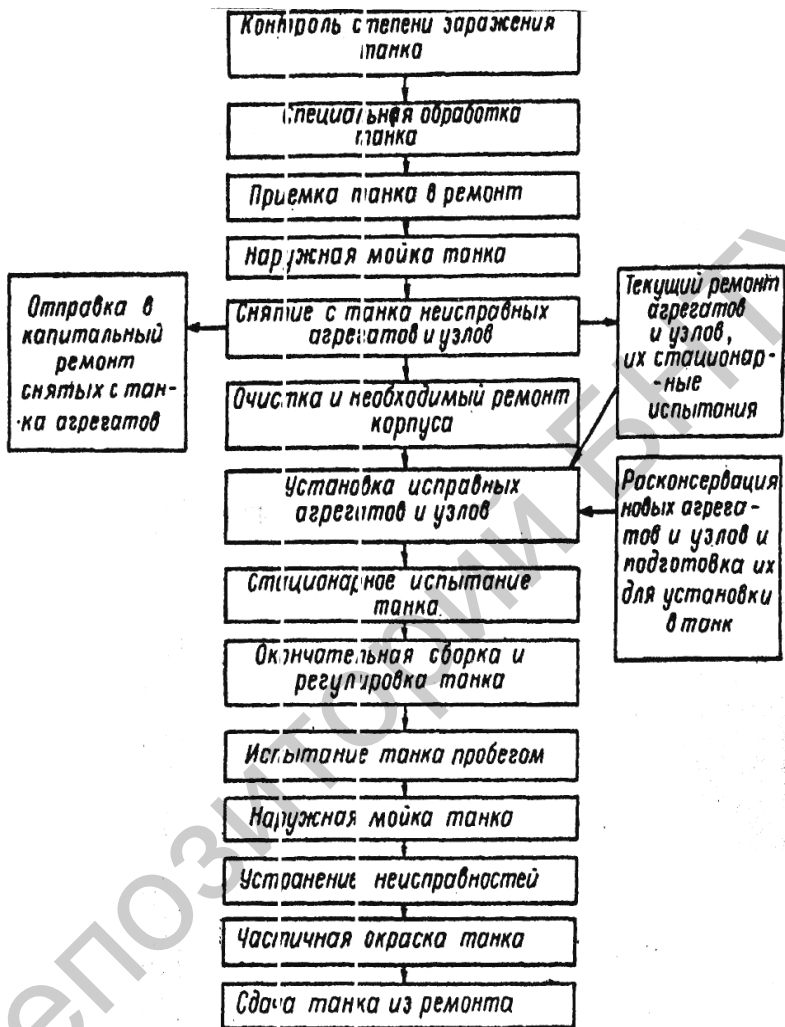 Контроль степени заражения
танка
Специальная обработка
танка
Приемка танка в ремонт
Наружная мойка танка
Снятие с танка неисправных
агрегатов и узлов
Отправка в
капитальный
ремонт
снятых с тан-
ка агрегатов
Текущий ремонт
агрегатов
и узлов,
их стационар-
-ные
испытания
Очистка и необходимый ремонт
корпуса
Установка исправных
агрегатов и узлов
Расконсервация
новых агрега-
тов и узлов и
подготовка их
для установки
в танк
Стационарное испытание
танка.
Окончательная сборка и
регулировка танка
Испытание танка пробегом
Наружная мойка танка
Устранение неисправностей
Частичная окраска танка
Сдача танка из ремонта
епозиторий БНТУ